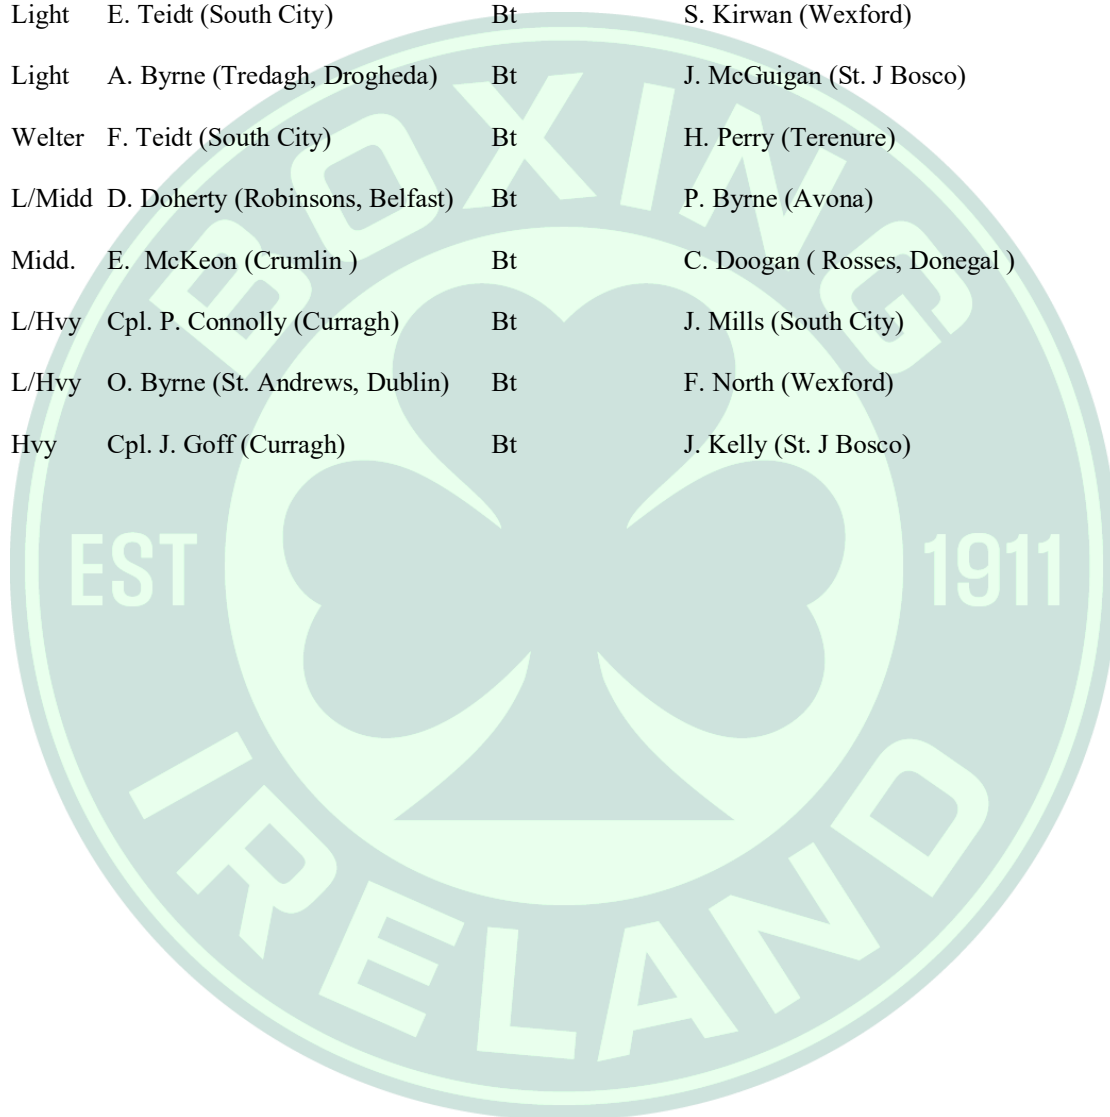 Light E. Teidt (South City) Bt S. Kirwan (Wexford)
Light A. Byrne (Tredagh, Drogheda) Bt J. McGuigan (St. J Bosco)
Welter F. Teidt (South City) Bt H. Perry (Terenure)
L/Midd D. Doherty (Robinsons, Belfast) Bt P. Byrne (Avona)
Midd. E. McKeon (Crumlin ) Bt C. Doogan ( Rosses, Donegal )
L/Hvy Cpl. P. Connolly (Curragh) Bt J. Mills (South City)
L/Hvy O. Byrne (St. Andrews, Dublin) Bt F. North (Wexford)
Hvy Cpl. J. Goff (Curragh) Bt J. Kelly (St. J Bosco)
BOXING
EST 1911
IRELAND